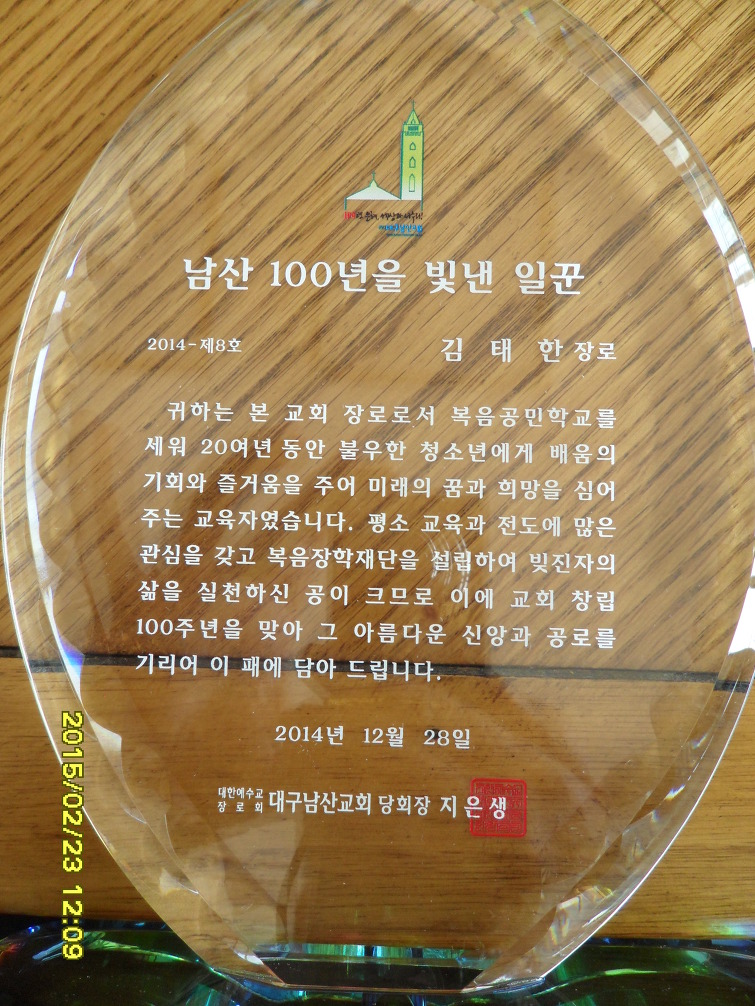 남산 100년을 빛낸 일꾼
2014-제8호
김 태 한 장로
귀하는 본 교회 장로로서 복음공민학교를
세워 20여년 동안 불우한 청소년에게 배움의
기회와 즐거움을 주어 미래의 꿈과 희망을 심어
주는 교육자였습니다. 평소 교육과 전도에 많은
관심을 갖고 복음장학재단을 설립하여 빚진자의
삶을 실천하신 공이 크므로 이에 교회 창립
100주년을 맞아 그 아름다운 신앙과 공로를
기리어 이 패에 담아 드립니다.
2014년 12월 28일
대한예수교
장로회 대구남산교회 당회장 지은생
2015/02/23 12:09